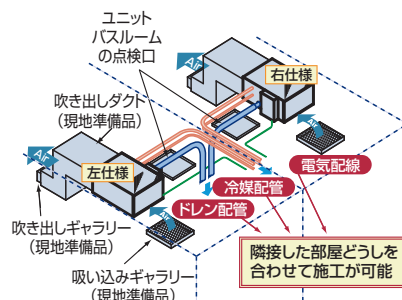 ユニット
バスルーム
の点検口
Air
右仕様
吹き出しダクト
(現地準備品)
Air
Air
左仕様
電気配線
冷媒配管
ドレン配管
吹き出しギャラリー
(現地準備品)
Air
吸い込みギャラリー
(現地準備品)
隣接した部屋どうしを
合わせて施工が可能